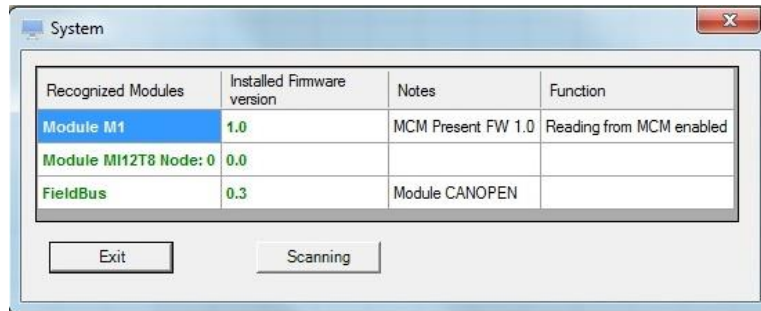 System
Recognized Modules Installed Firmware version Notes Function
Module M1 1.0 MCM Present FW 1.0 Reading from MCM enabled
Module MI12T8 Node: 0 0.0
FieldBus 0.3 Module CANOPEN
Exit Scanning